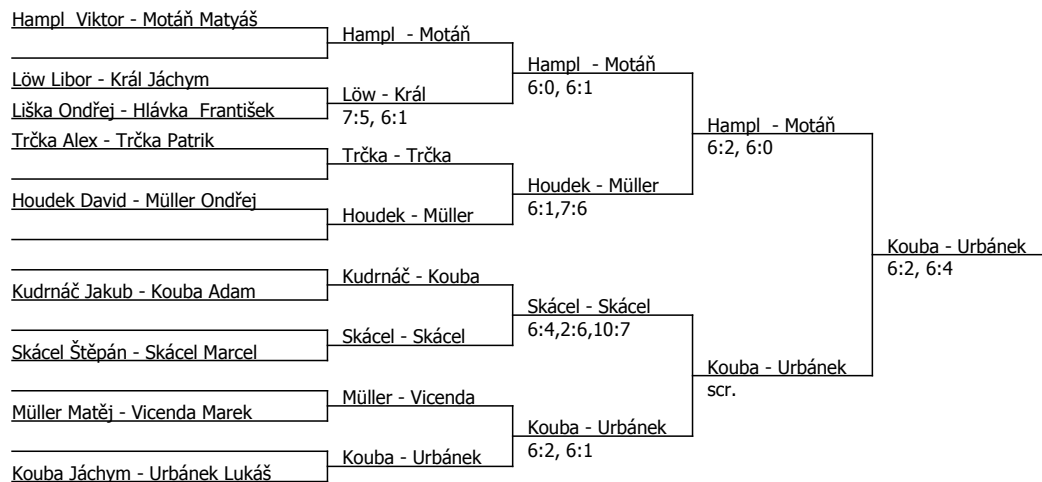 Hampl  Viktor - Motáň Matyáš
Hampl  - Motáň
Hampl  - Motáň
6:0, 6:1
Löw Libor - Král Jáchym
Löw - Král
7:5, 6:1
Liška Ondřej - Hlávka  František
Hampl  - Motáň
6:2, 6:0
Trčka Alex - Trčka Patrik
Trčka - Trčka
Houdek - Müller
6:1,7:6
Houdek David - Müller Ondřej
Houdek - Müller
Kouba - Urbánek
6:2, 6:4
Kudrnáč - Kouba
Kudrnáč Jakub - Kouba Adam
Skácel - Skácel
6:4,2:6,10:7
Skácel - Skácel
Skácel Štěpán - Skácel Marcel
Kouba - Urbánek
scr.
Müller - Vicenda
Müller Matěj - Vicenda Marek
Kouba - Urbánek
6:2, 6:1
Kouba - Urbánek
Kouba Jáchym - Urbánek Lukáš